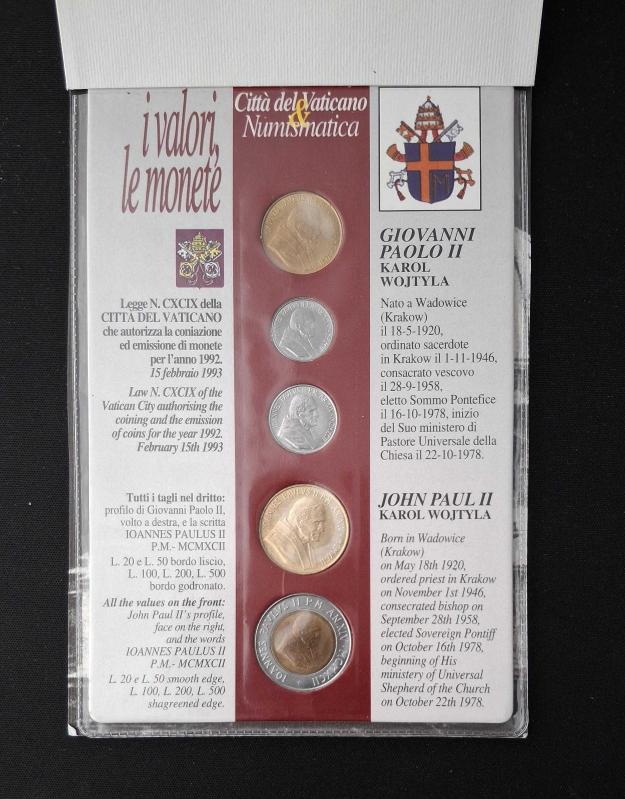 i valori,
le monete
Città del Vaticano
&
Numismatica
Legge N. CXCIX della
CITTÀ DEL VATICANO
che autorizza la coniazione
ed emissione di monete
per l'anno 1992.
15 febbraio 1993
Law N. CXCIX of the
Vatican City authorising the
coining and the emission
of coins for the year 1992.
February 15th 1993
Tutti i tagli nel dritto:
profilo di Giovanni Paolo II,
volto a destra, e la scritta
IOANNES PAULUS II
P.M.- MCMXCII
L. 20 e L. 50 bordo liscio,
L. 100, L. 200, L. 500
bordo godronato.
All the values on the front:
John Paul II's profile,
face on the right,
and the words
IOANNES PAULUS II
P.M.- MCMXCII
L. 20 e L. 50 smooth edge,
L. 100, L. 200, L. 500
shagreened edge.
IOANNES PAVLVS II P.M. AN. XIV MCMXCII
GIOVANNI
PAOLO II
KAROL
WOJTYLA
Nato a Wadowice
(Krakow)
il 18-5-1920,
ordinato sacerdote
in Krakow il 1-11-1946,
consacrato vescovo
il 28-9-1958,
eletto Sommo Pontefice
il 16-10-1978, inizio
del Suo ministero di
Pastore Universale della
Chiesa il 22-10-1978.
JOHN PAUL II
KAROL WOJTYLA
Born in Wadowice
(Krakow)
on May 18th 1920,
ordered priest in Krakow
on November 1st 1946,
consecrated bishop on
September 28th 1958,
elected Sovereign Pontiff
on October 16th 1978,
beginning of His
ministery of Universal
Shepherd of the Church
on October 22th 1978.